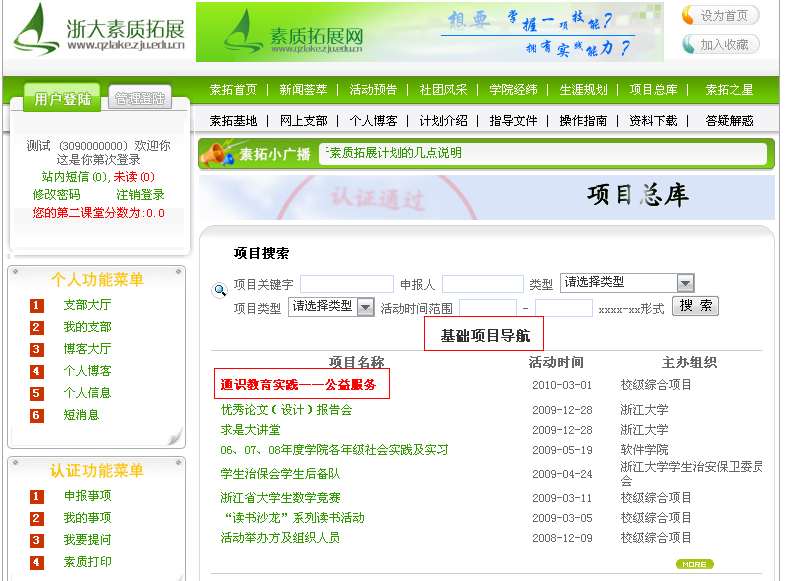 浙大素质拓展
www.qzlake.zju.edu.cn
素质拓展网
www.qzlake.zju.edu.cn
想要 掌握一项技能?
拥有实践能力?
设为首页
加入收藏
用户登陆 管理登陆
素拓首页 | 新闻荟萃 | 活动预告 | 社团风采 | 学院经纬 | 生涯规划 | 项目总库 | 素拓之星
素拓基地 | 网上支部 | 个人博客 | 计划介绍 | 指导文件 | 操作指南 | 资料下载 | 答疑解惑
测试 (3090000000) 欢迎你
这是你第次登录
站内短信(0),未读(0)
修改密码 注销登录
您的第二课堂分数为:0.0
素拓小广播 素质拓展计划的几点说明
认证通过
项目总库
个人功能菜单
1 支部大厅
2 我的支部
3 博客大厅
4 个人博客
5 个人信息
6 短消息
认证功能菜单
1 申报事项
2 我的事项
3 我要提问
4 素质打印
项目搜索
项目关键字 申报人 类型 请选择类型
项目类型 请选择类型 活动时间范围 - xxxx-xx形式 搜 索
基础项目导航
项目名称 活动时间 主办组织
通识教育实践——公益服务 2010-03-01 校级综合项目
优秀论文(设计)报告会 2009-12-28 浙江大学
求是大讲堂 2009-12-28 浙江大学
06、07、08年度学院各年级社会实践及实习 2009-05-19 软件学院
学生治保会学生后备队 2009-04-24 浙江大学学生治安保卫委员会
浙江省大学生数学竞赛 2009-03-11 校级综合项目
“读书沙龙”系列读书活动 2009-03-05 校级综合项目
活动举办方及组织人员 2008-12-09 校级综合项目
MORE